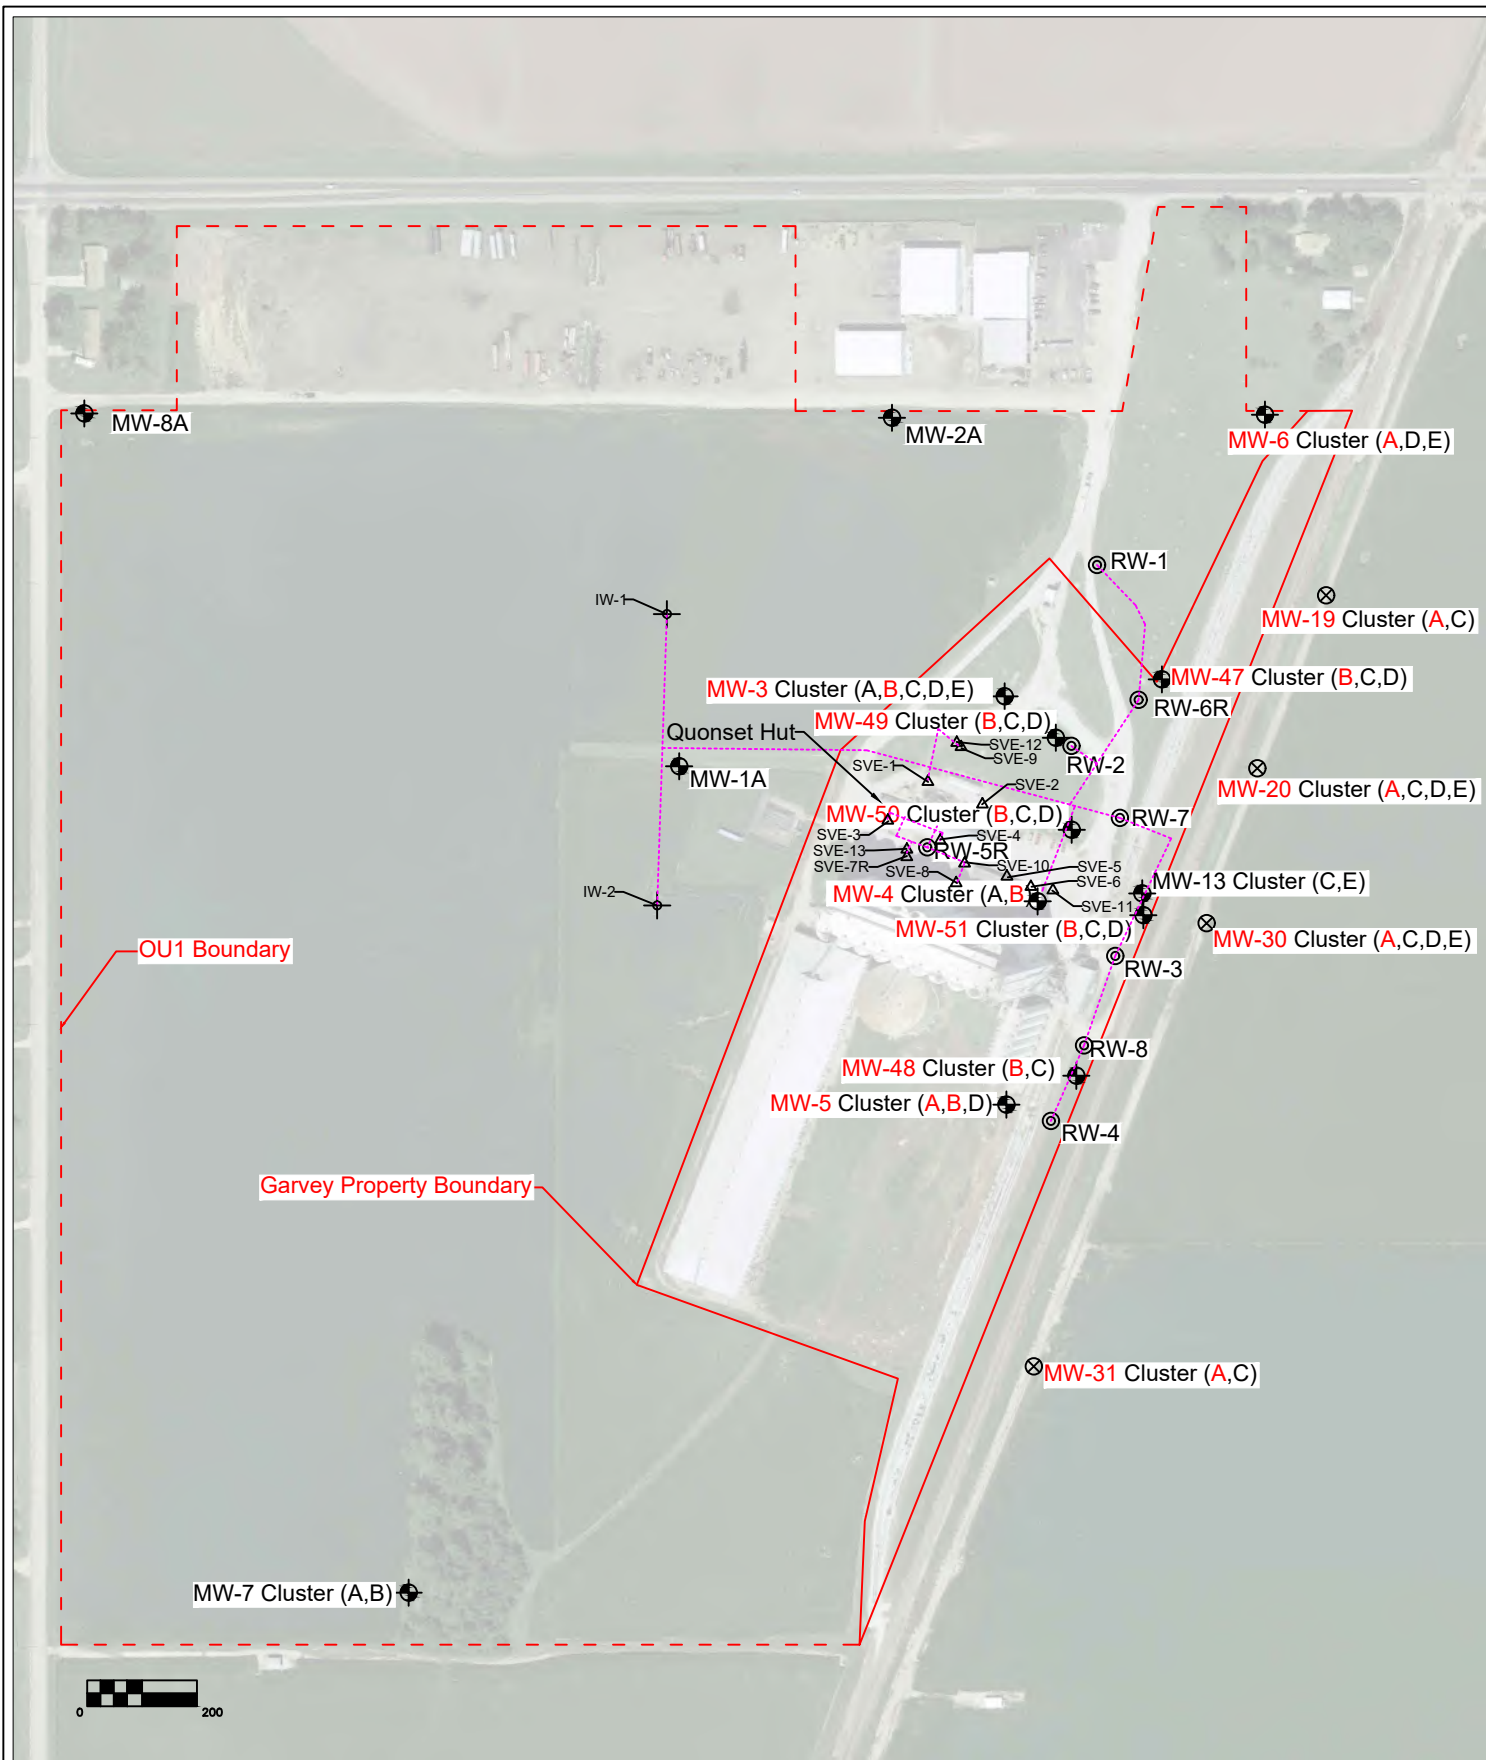 MW-8A
MW-2A
MW-6 Cluster (A,D,E)
RW-1
IW-1
MW-19 Cluster (A,C)
MW-3 Cluster (A,B,C,D,E)
MW-47 Cluster (B,C,D)
RW-6R
MW-49 Cluster (B,C,D)
Quonset Hut
SVE-12
SVE-9
RW-2
SVE-1
MW-1A
MW-20 Cluster (A,C,D,E)
SVE-2
MW-50 Cluster (B,C,D)
RW-7
SVE-3
SVE-4
SVE-13
RW-5R
SVE-7R
SVE-10
SVE-5
SVE-8
SVE-6
MW-13 Cluster (C,E)
MW-4 Cluster (A,B)
SVE-11
IW-2
MW-51 Cluster (B,C,D)
MW-30 Cluster (A,C,D,E)
OU1 Boundary
RW-3
RW-8
MW-48 Cluster (B,C)
MW-5 Cluster (A,B,D)
RW-4
Garvey Property Boundary
MW-31 Cluster (A,C)
MW-7 Cluster (A,B)
0 200